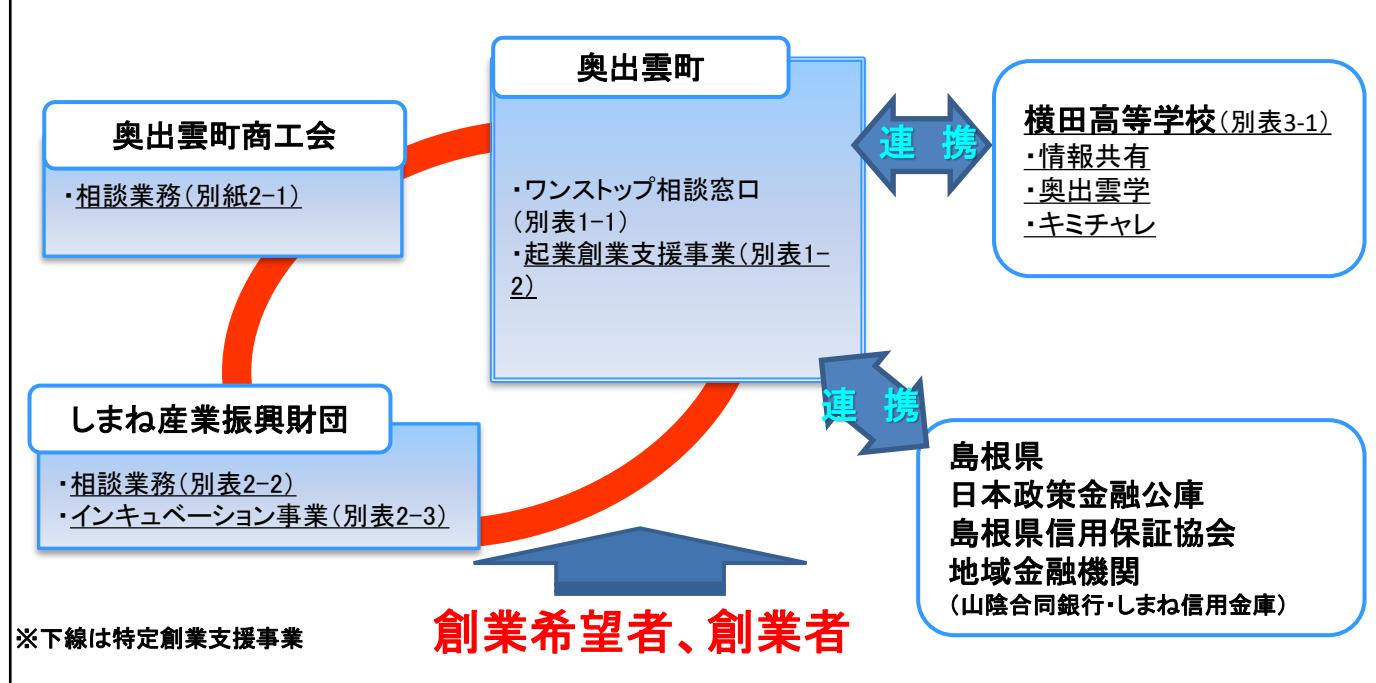 奥出雲町
・ワンストップ相談窓口
(別表1-1)
・起業創業支援事業(別表1-
2)
奥出雲町商工会
・相談業務(別紙2-1)
しまね産業振興財団
・相談業務(別表2-2)
・インキュベーション事業(別表2-3)
連 携
横田高等学校(別表3-1)
・情報共有
・奥出雲学
・キミチャレ
連 携
島根県
日本政策金融公庫
島根県信用保証協会
地域金融機関
(山陰合同銀行・しまね信用金庫)
創業希望者、創業者
※下線は特定創業支援事業